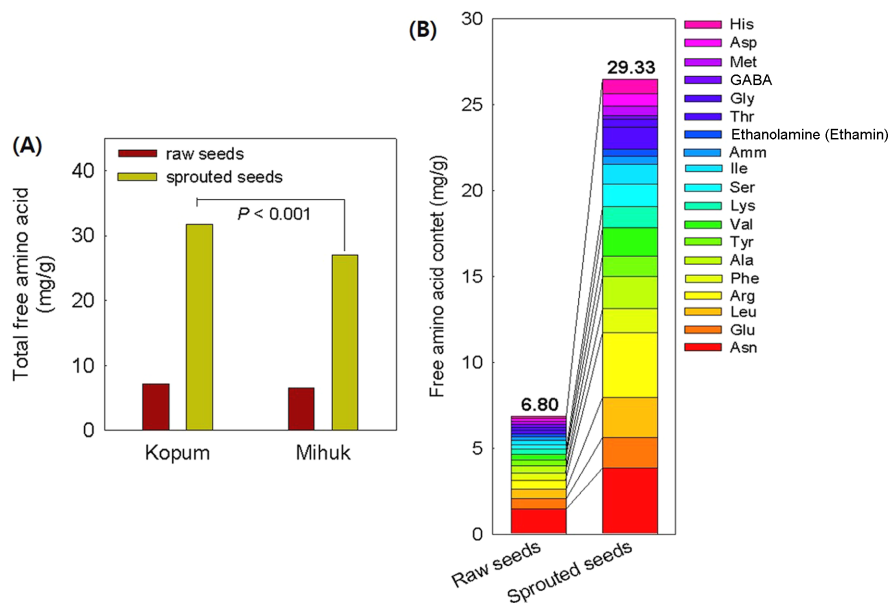 (A)
Total free amino acid
(mg/g)
40
30
20
10
0
raw seeds
sprouted seeds
P < 0.001
Kopum
Mihuk
(B)
Free amino acid contet (mg/g)
30
25
20
15
10
5
0
29.33
6.80
Raw seeds
Sprouted seeds
His
Asp
Met
GABA
Gly
Thr
Ethanolamine (Ethamin)
Amm
Ile
Ser
Lys
Val
Tyr
Ala
Phe
Arg
Leu
Glu
Asn